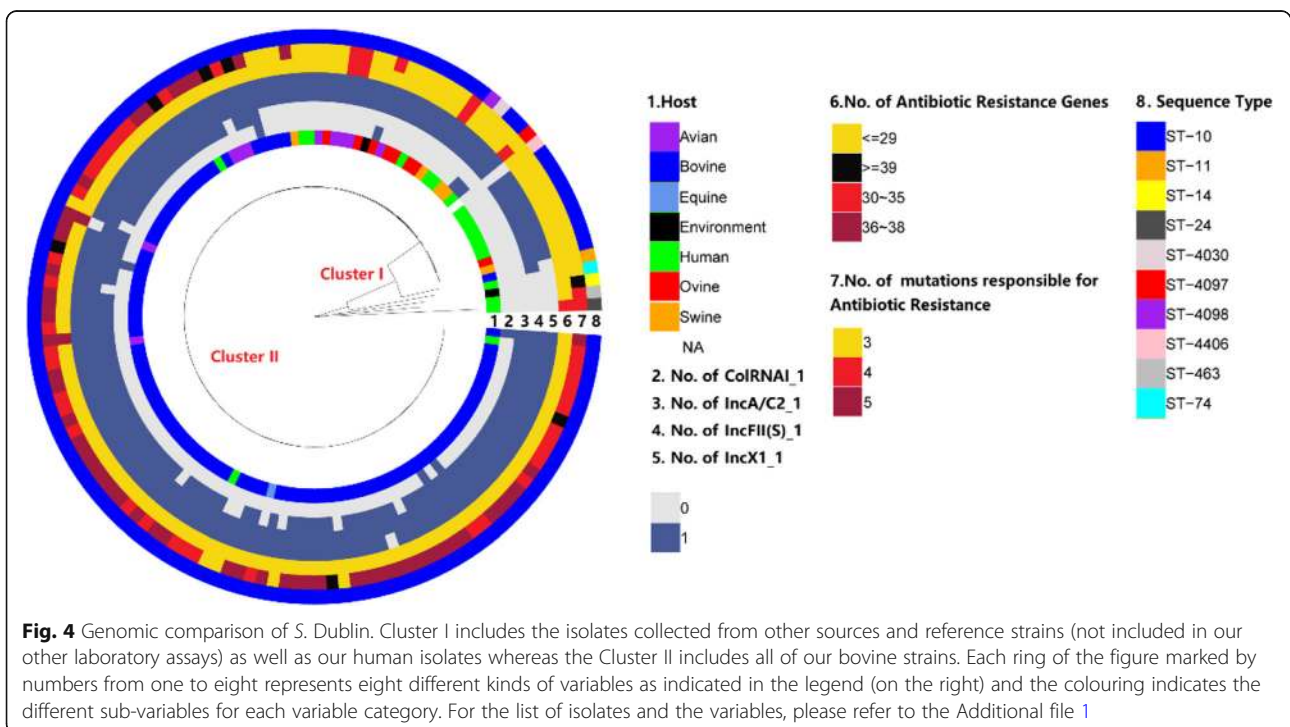 Cluster I
Cluster II
1 2 3 4 5 6 7 8
1.Host
Avian
Bovine
Equine
Environment
Human
Ovine
Swine
NA
2. No. of ColRNAI_1
3. No. of IncA/C2_1
4. No. of IncFII(S)_1
5. No. of IncX1_1
0
1
6.No. of Antibiotic Resistance Genes
<=29
>=39
30~35
36~38
7.No. of mutations responsible for
Antibiotic Resistance
3
4
5
8. Sequence Type
ST-10
ST-11
ST-14
ST-24
ST-4030
ST-4097
ST-4098
ST-4406
ST-463
ST-74
Fig. 4 Genomic comparison of S. Dublin. Cluster I includes the isolates collected from other sources and reference strains (not included in our
other laboratory assays) as well as our human isolates whereas the Cluster II includes all of our bovine strains. Each ring of the figure marked by
numbers from one to eight represents eight different kinds of variables as indicated in the legend (on the right) and the colouring indicates the
different sub-variables for each variable category. For the list of isolates and the variables, please refer to the Additional file 1